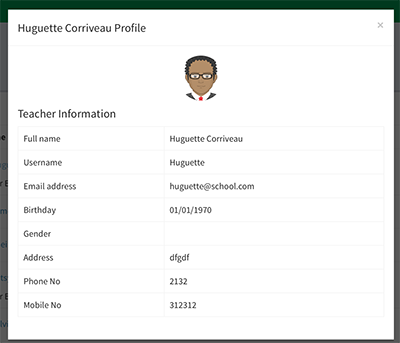 Huguette Corriveau Profile ×
Teacher Information
Full name Huguette Corriveau
Username Huguette
Email address huguette@school.com
Birthday 01/01/1970
Gender
Address dfgdf
Phone No 2132
Mobile No 312312